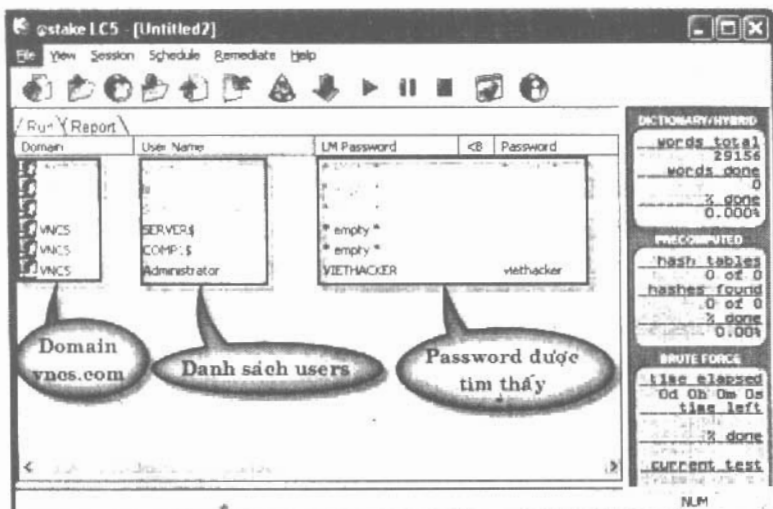 @stake LC5 - [Untitled2]
File View Session Schedule Remediate Help
Run Report
Domain User Name LM Password <8 Password
VNCS SERVER$ * empty *
VNCS COMP1$ * empty *
VNCS Administrator VIETHACKER viethacker
Domain
vncs.com
Danh sách users
Password được
tìm thấy
DICTIONARY/HYBRID
words total
29156
words done
0
% done
0.000%
PRECOMPUTED
hash tables
0 of 0
hashes found
0 of 0
% done
0.00%
BRUTE FORCE
time elapsed
0d 0h 0m 0s
time left
% done
current test
NUM